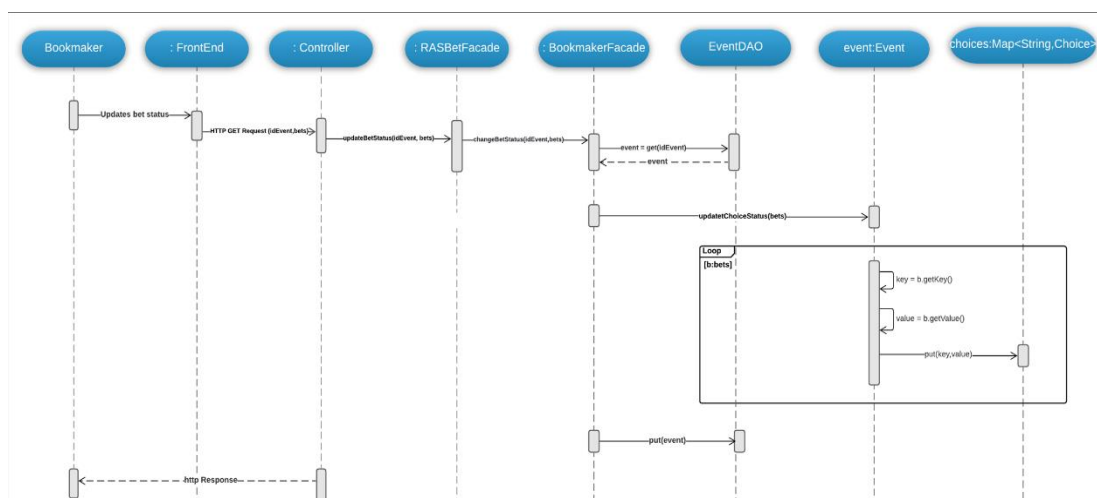 Bookmaker
: FrontEnd
: Controller
: RASBetFacade
: BookmakerFacade
EventDAO
event:Event
choices:Map<String,Choice>
Updates bet status
HTTP GET Request (idEvent,bets)
updateBetStatus(idEvent, bets)
changeBetStatus(idEvent,bets)
event = get(idEvent)
event
updatetChoiceStatus(bets)
Loop
[b:bets]
key = b.getKey()
value = b.getValue()
put(key,value)
put(event)
http Response